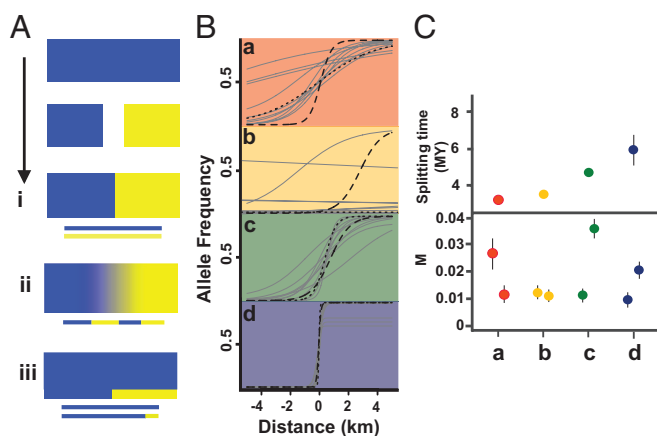 A
i
ii
iii
B
a
b
c
d
0.5
0.5
0.5
0.5
Allele Frequency
-4 -2 0 2 4
Distance (km)
C
Splitting time
(MY)
8
6
4
2
M
0.04
0.03
0.02
0.01
0
a b c d